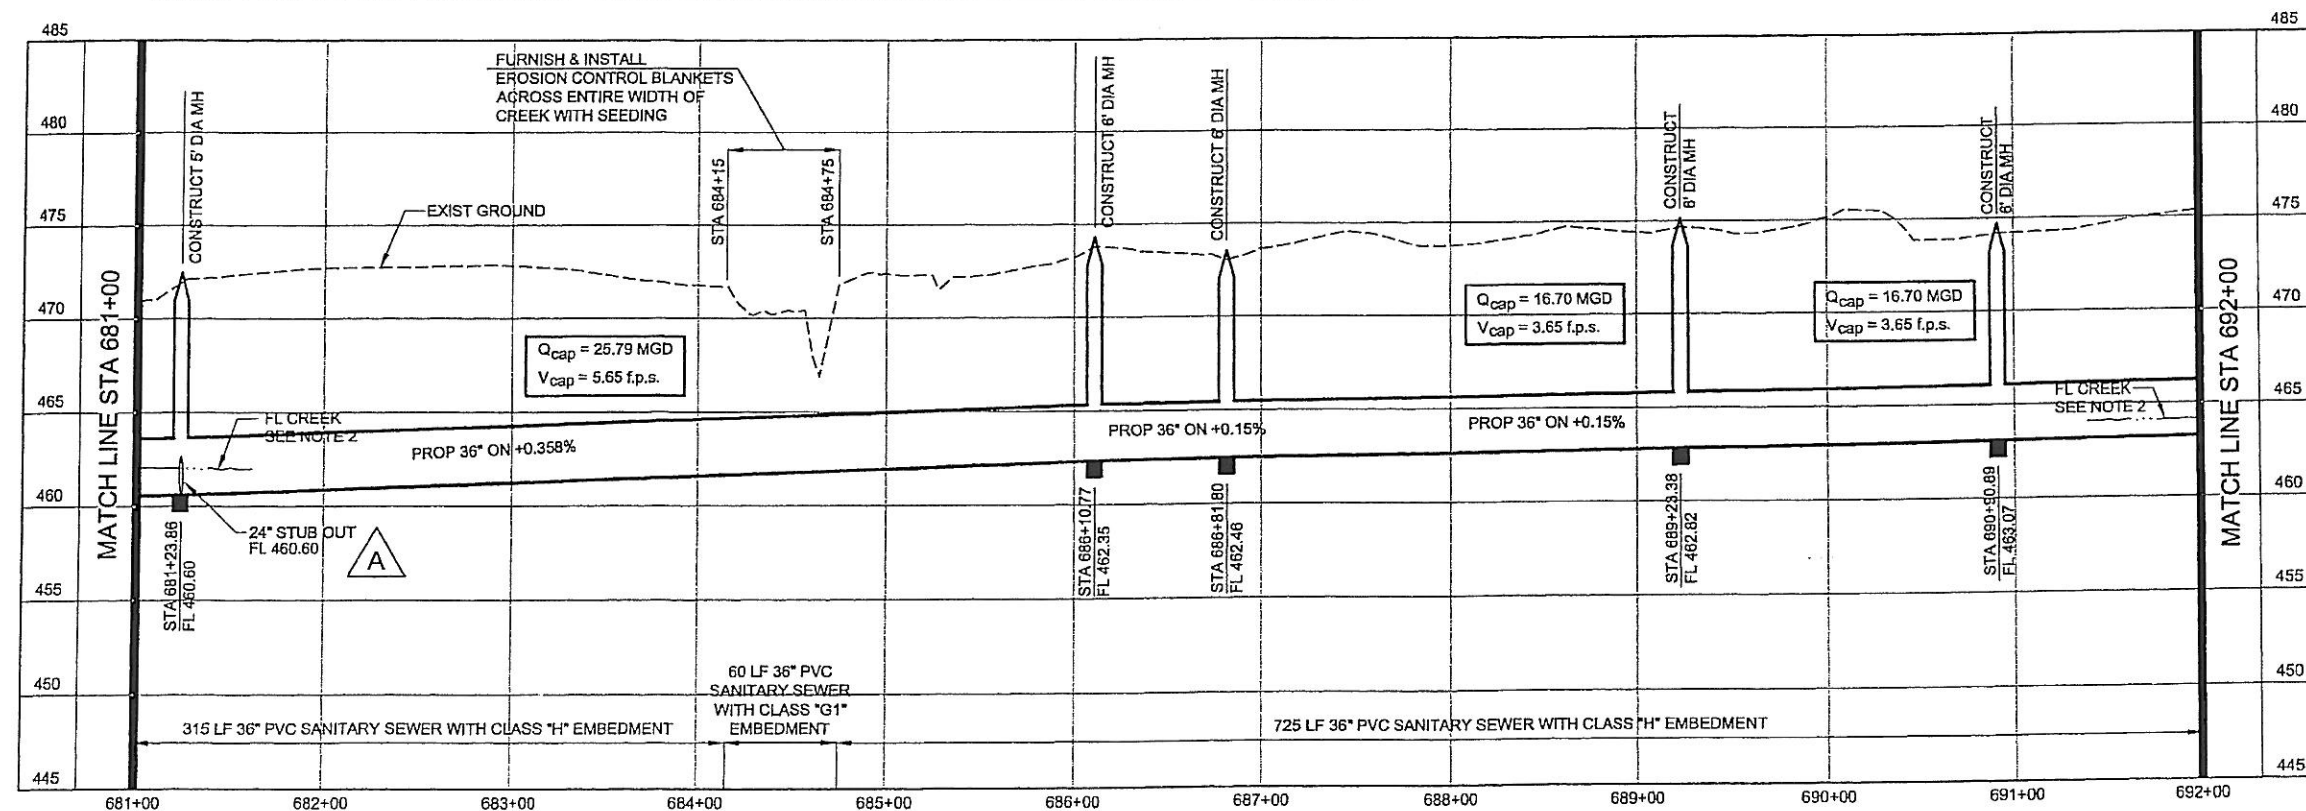 485
480
475
470
465
460
455
450
445
485
480
475
470
465
460
455
450
445
MATCH LINE STA 681+00
CONSTRUCT 5' DIA MH
FURNISH & INSTALL
EROSION CONTROL BLANKETS
ACROSS ENTIRE WIDTH OF
CREEK WITH SEEDING
STA 684+15
STA 684+75
EXIST GROUND
CONSTRUCT 6' DIA MH
CONSTRUCT 6' DIA MH
CONSTRUCT
6' DIA MH
CONSTRUCT
6' DIA MH
Qcap = 25.79 MGD
Vcap = 5.65 f.p.s.
Qcap = 16.70 MGD
Vcap = 3.65 f.p.s.
Qcap = 16.70 MGD
Vcap = 3.65 f.p.s.
MATCH LINE STA 692+00
FL CREEK
SEE NOTE 2
FL CREEK
SEE NOTE 2
PROP 36" ON +0.358%
PROP 36" ON +0.15%
PROP 36" ON +0.15%
24" STUB OUT
FL 460.60
A
STA 681+23.86
FL 460.60
STA 686+10.77
FL 462.35
STA 686+81.80
FL 462.46
STA 689+23.38
FL 462.82
STA 690+90.89
FL 463.07
315 LF 36" PVC SANITARY SEWER WITH CLASS "H" EMBEDMENT
60 LF 36" PVC
SANITARY SEWER
WITH CLASS "G1"
EMBEDMENT
725 LF 36" PVC SANITARY SEWER WITH CLASS "H" EMBEDMENT
681+00 682+00 683+00 684+00 685+00 686+00 687+00 688+00 689+00 690+00 691+00 692+00